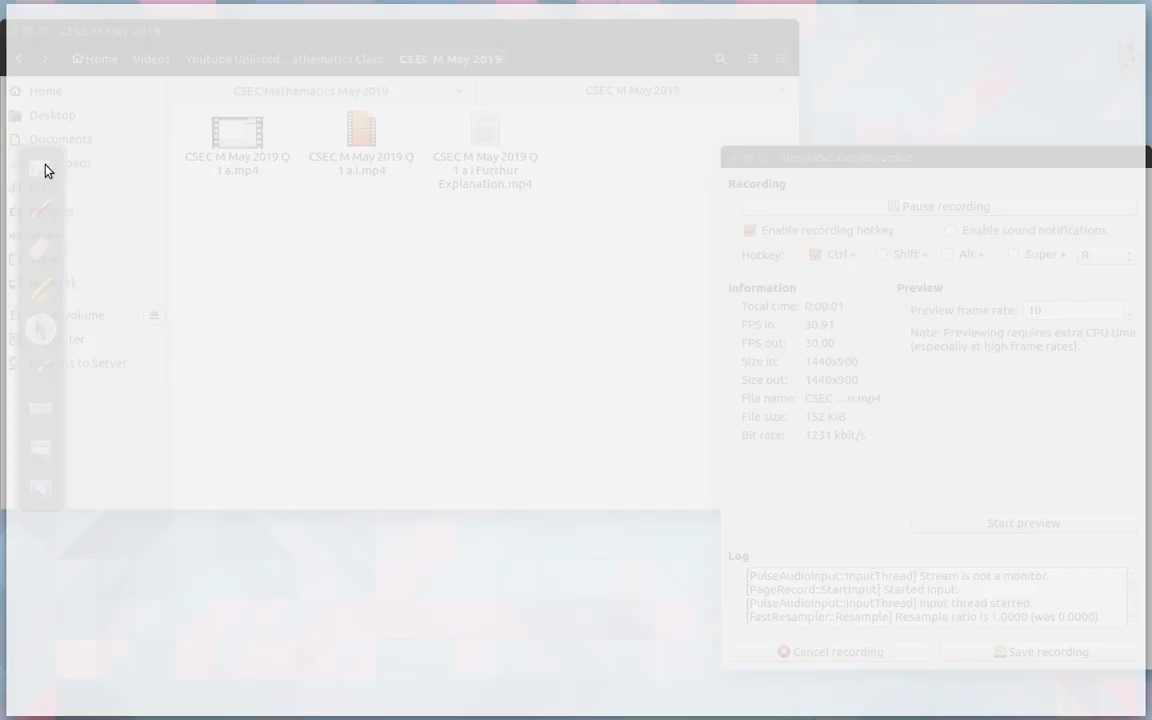 CSEC M May 2019
Home Videos Youtube Unlisted...athematics Class CSEC M May 2019
Home
Desktop
Documents
CSEC Mathematics May 2019
CSEC M May 2019
CSEC M May 2019 Q
1 a.mp4
CSEC M May 2019 Q
1 a i.mp4
CSEC M May 2019 Q
1 a i Furthur
Explanation.mp4
SimpleScreenRecorder
Recording
Pause recording
Enable recording hotkey
Enable sound notifications
Hotkey: Ctrl + Shift + Alt + Super + R
Information
Total time: 0:00:01
FPS in: 30.91
FPS out: 30.00
Size in: 1440x900
Size out: 1440x900
File name: CSEC ...n.mp4
File size: 152 KiB
Bit rate: 1231 kbit/s
Preview
Preview frame rate: 10
Note: Previewing requires extra CPU time
(especially at high frame rates).
Start preview
Log
[PulseAudioInput::InputThread] Stream is not a monitor.
[PageRecord::StartInput] Started input.
[PulseAudioInput::InputThread] Input thread started.
[FastResampler::Resample] Resample ratio is 1.0000 (was 0.0000).
Cancel recording
Save recording